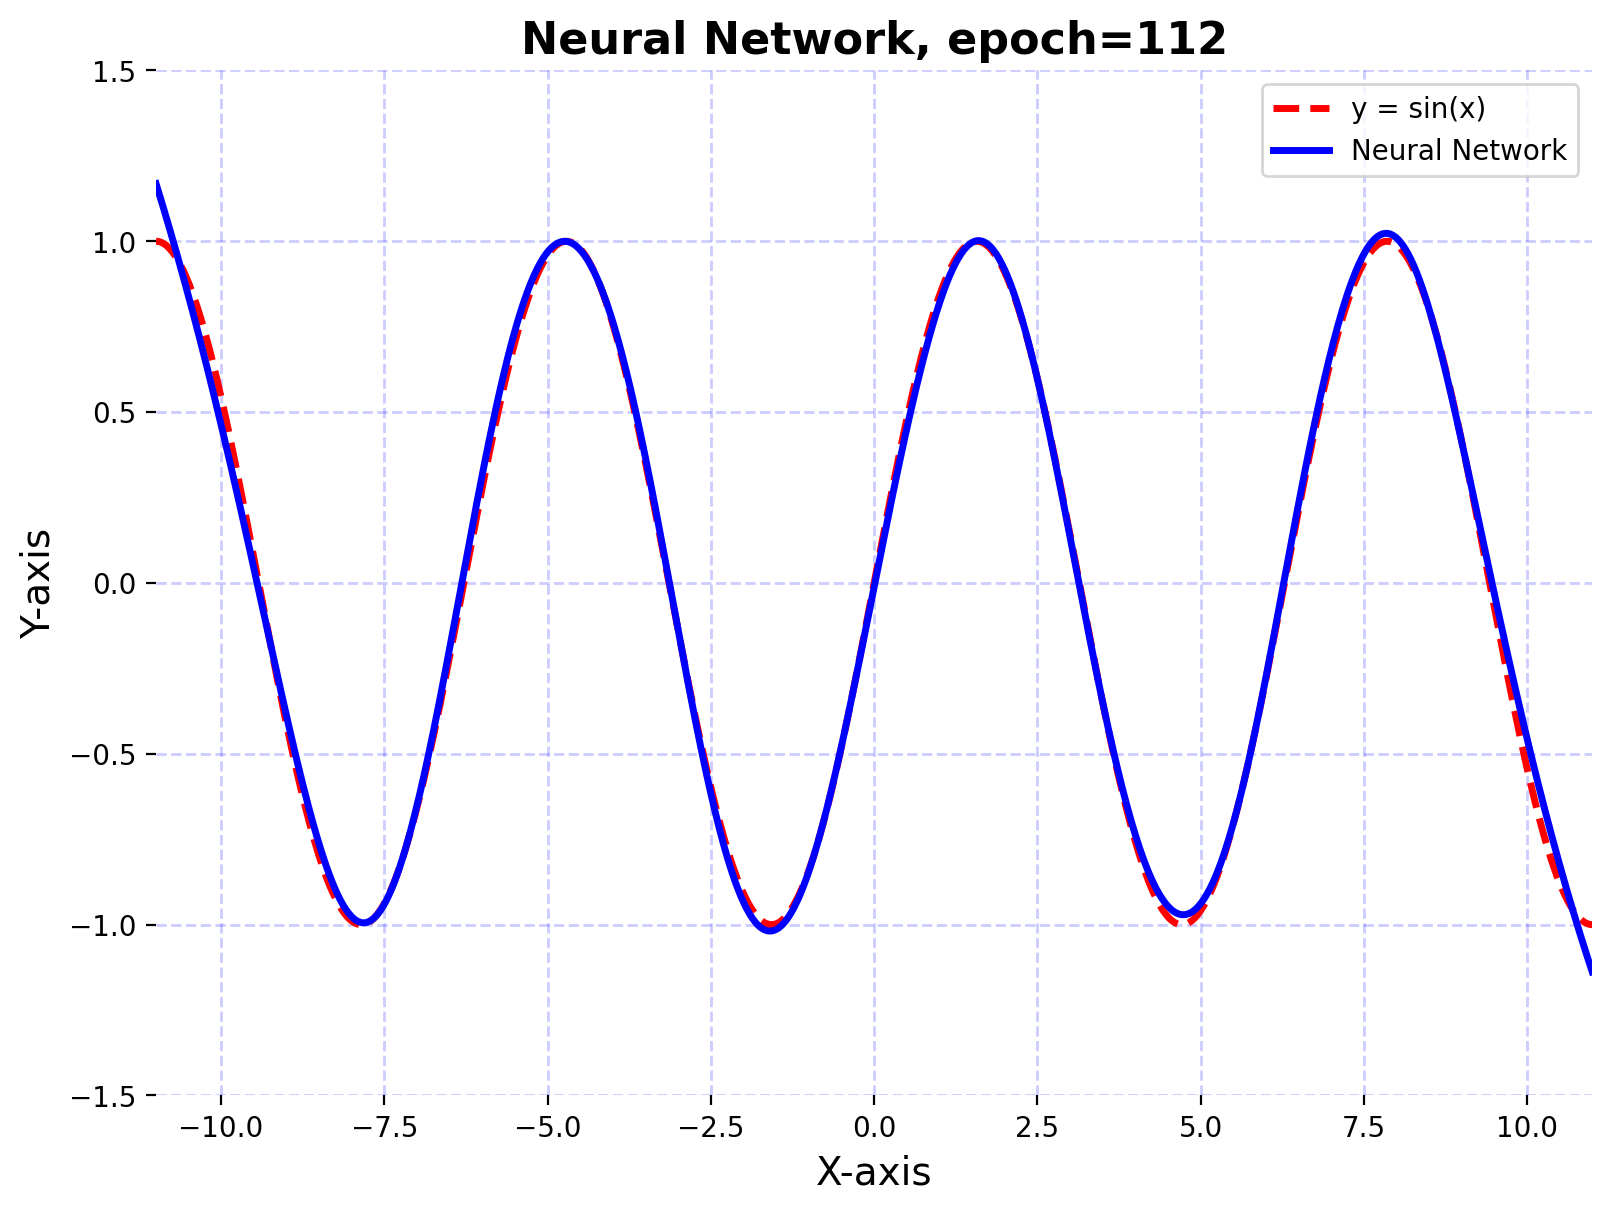 Neural Network, epoch=112
y = sin(x)
Neural Network
1.5
1.0
0.5
0.0
−0.5
−1.0
−1.5
Y-axis
−10.0 −7.5 −5.0 −2.5 0.0 2.5 5.0 7.5 10.0
X-axis